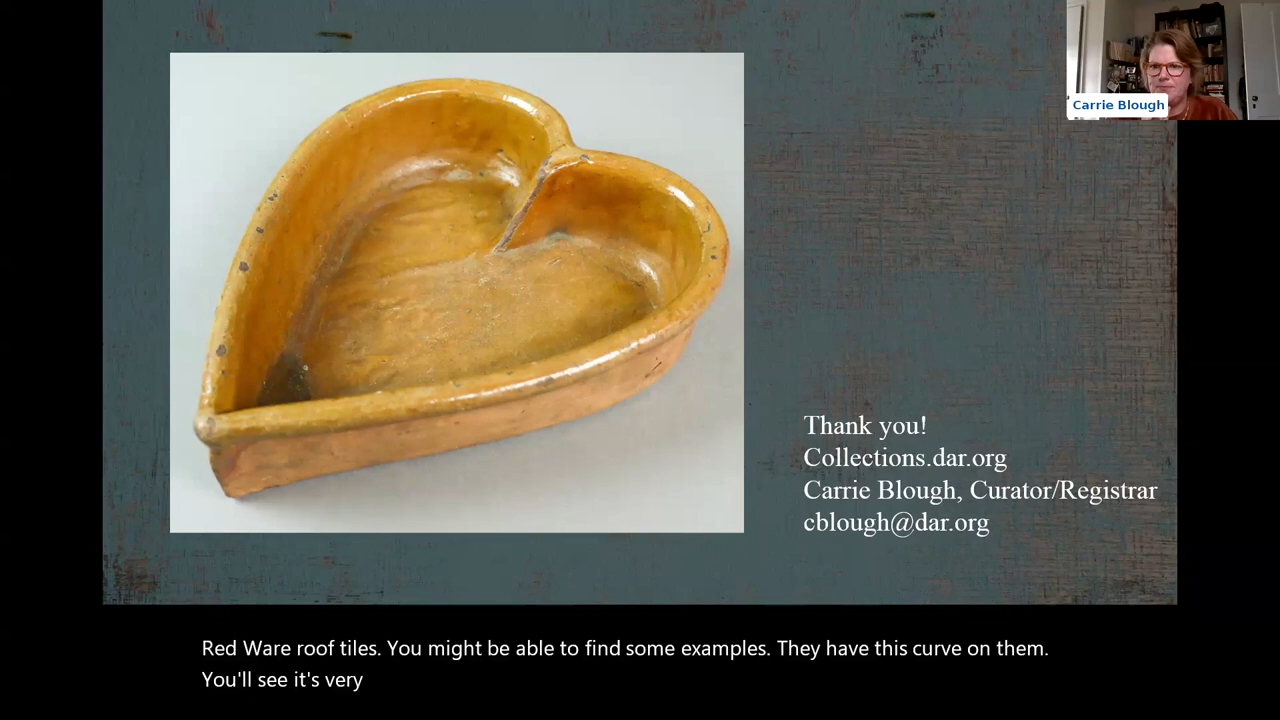 Carrie Blough
Thank you!
Collections.dar.org
Carrie Blough, Curator/Registrar
cblough@dar.org
Red Ware roof tiles. You might be able to find some examples. They have this curve on them.
You'll see it's very